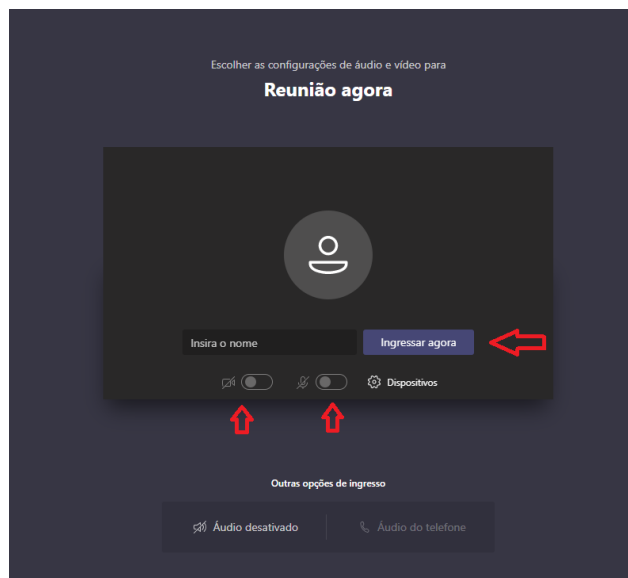 Escolher as configurações de áudio e vídeo para
Reunião agora
Insira o nome
Ingressar agora
Dispositivos
Outras opções de ingresso
Áudio desativado
Áudio do telefone